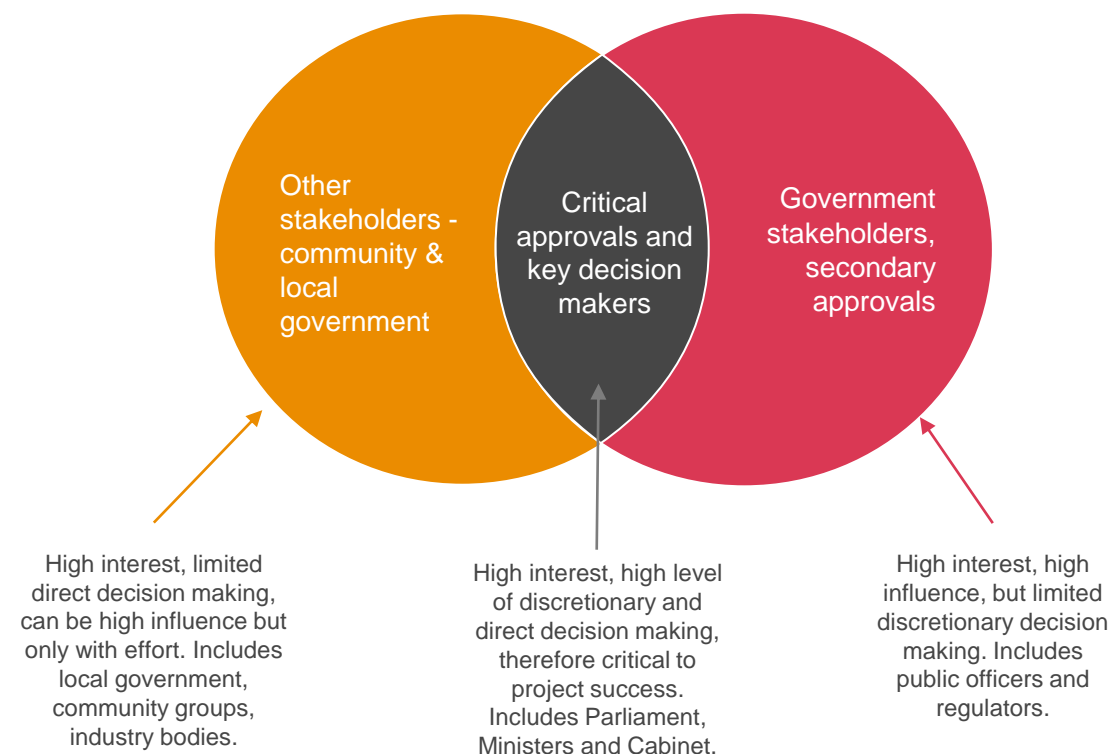 Other
stakeholders -
community &
local
government
Critical
approvals and
key decision
makers
Government
stakeholders,
secondary
approvals
High interest, limited
direct decision making,
can be high influence but
only with effort. Includes
local government,
community groups,
industry bodies.
High interest, high level
of discretionary and
direct decision making,
therefore critical to
project success.
Includes Parliament,
Ministers and Cabinet.
High interest, high
influence, but limited
discretionary decision
making. Includes
public officers and
regulators.